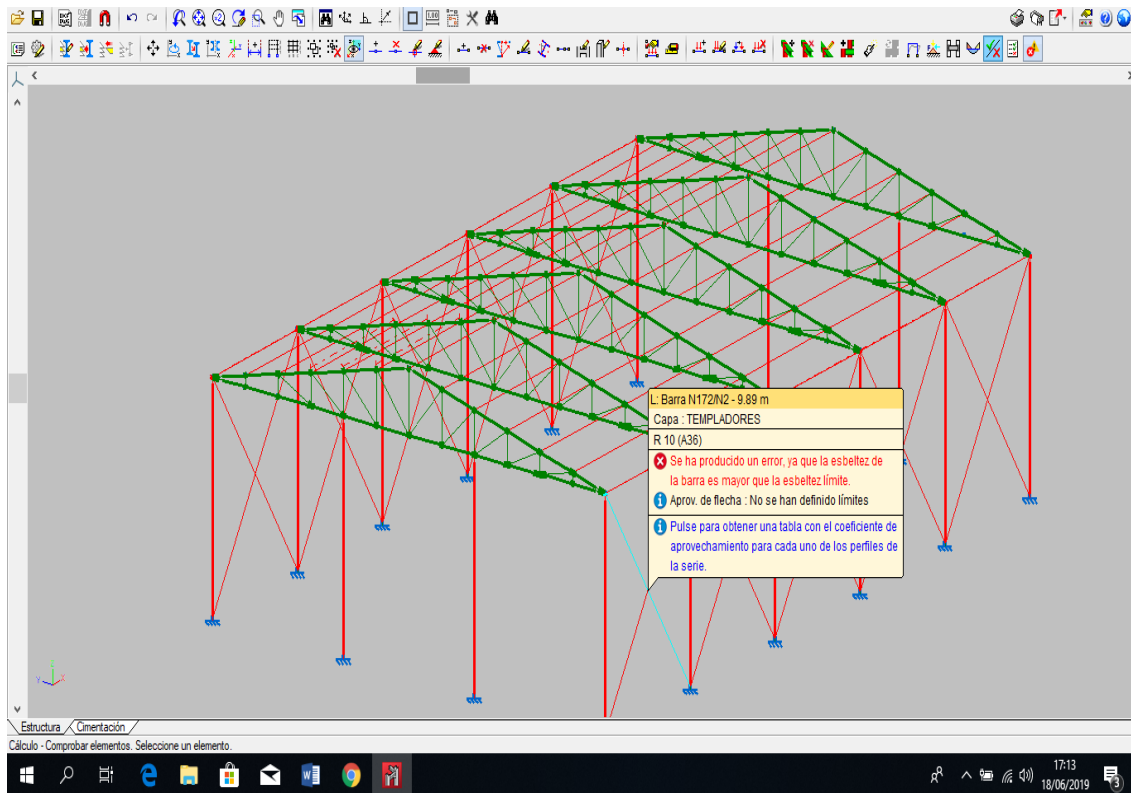 L: Barra N172/N2 - 9.89 m
Capa : TEMPLADORES
R 10 (A36)
Se ha producido un error, ya que la esbeltez de
la barra es mayor que la esbeltez límite.
Aprov. de flecha : No se han definido límites
Pulse para obtener una tabla con el coeficiente de
aprovechamiento para cada uno de los perfiles de
la serie.
Estructura
Cimentación
Cálculo - Comprobar elementos. Seleccione un elemento.
17:13
18/06/2019